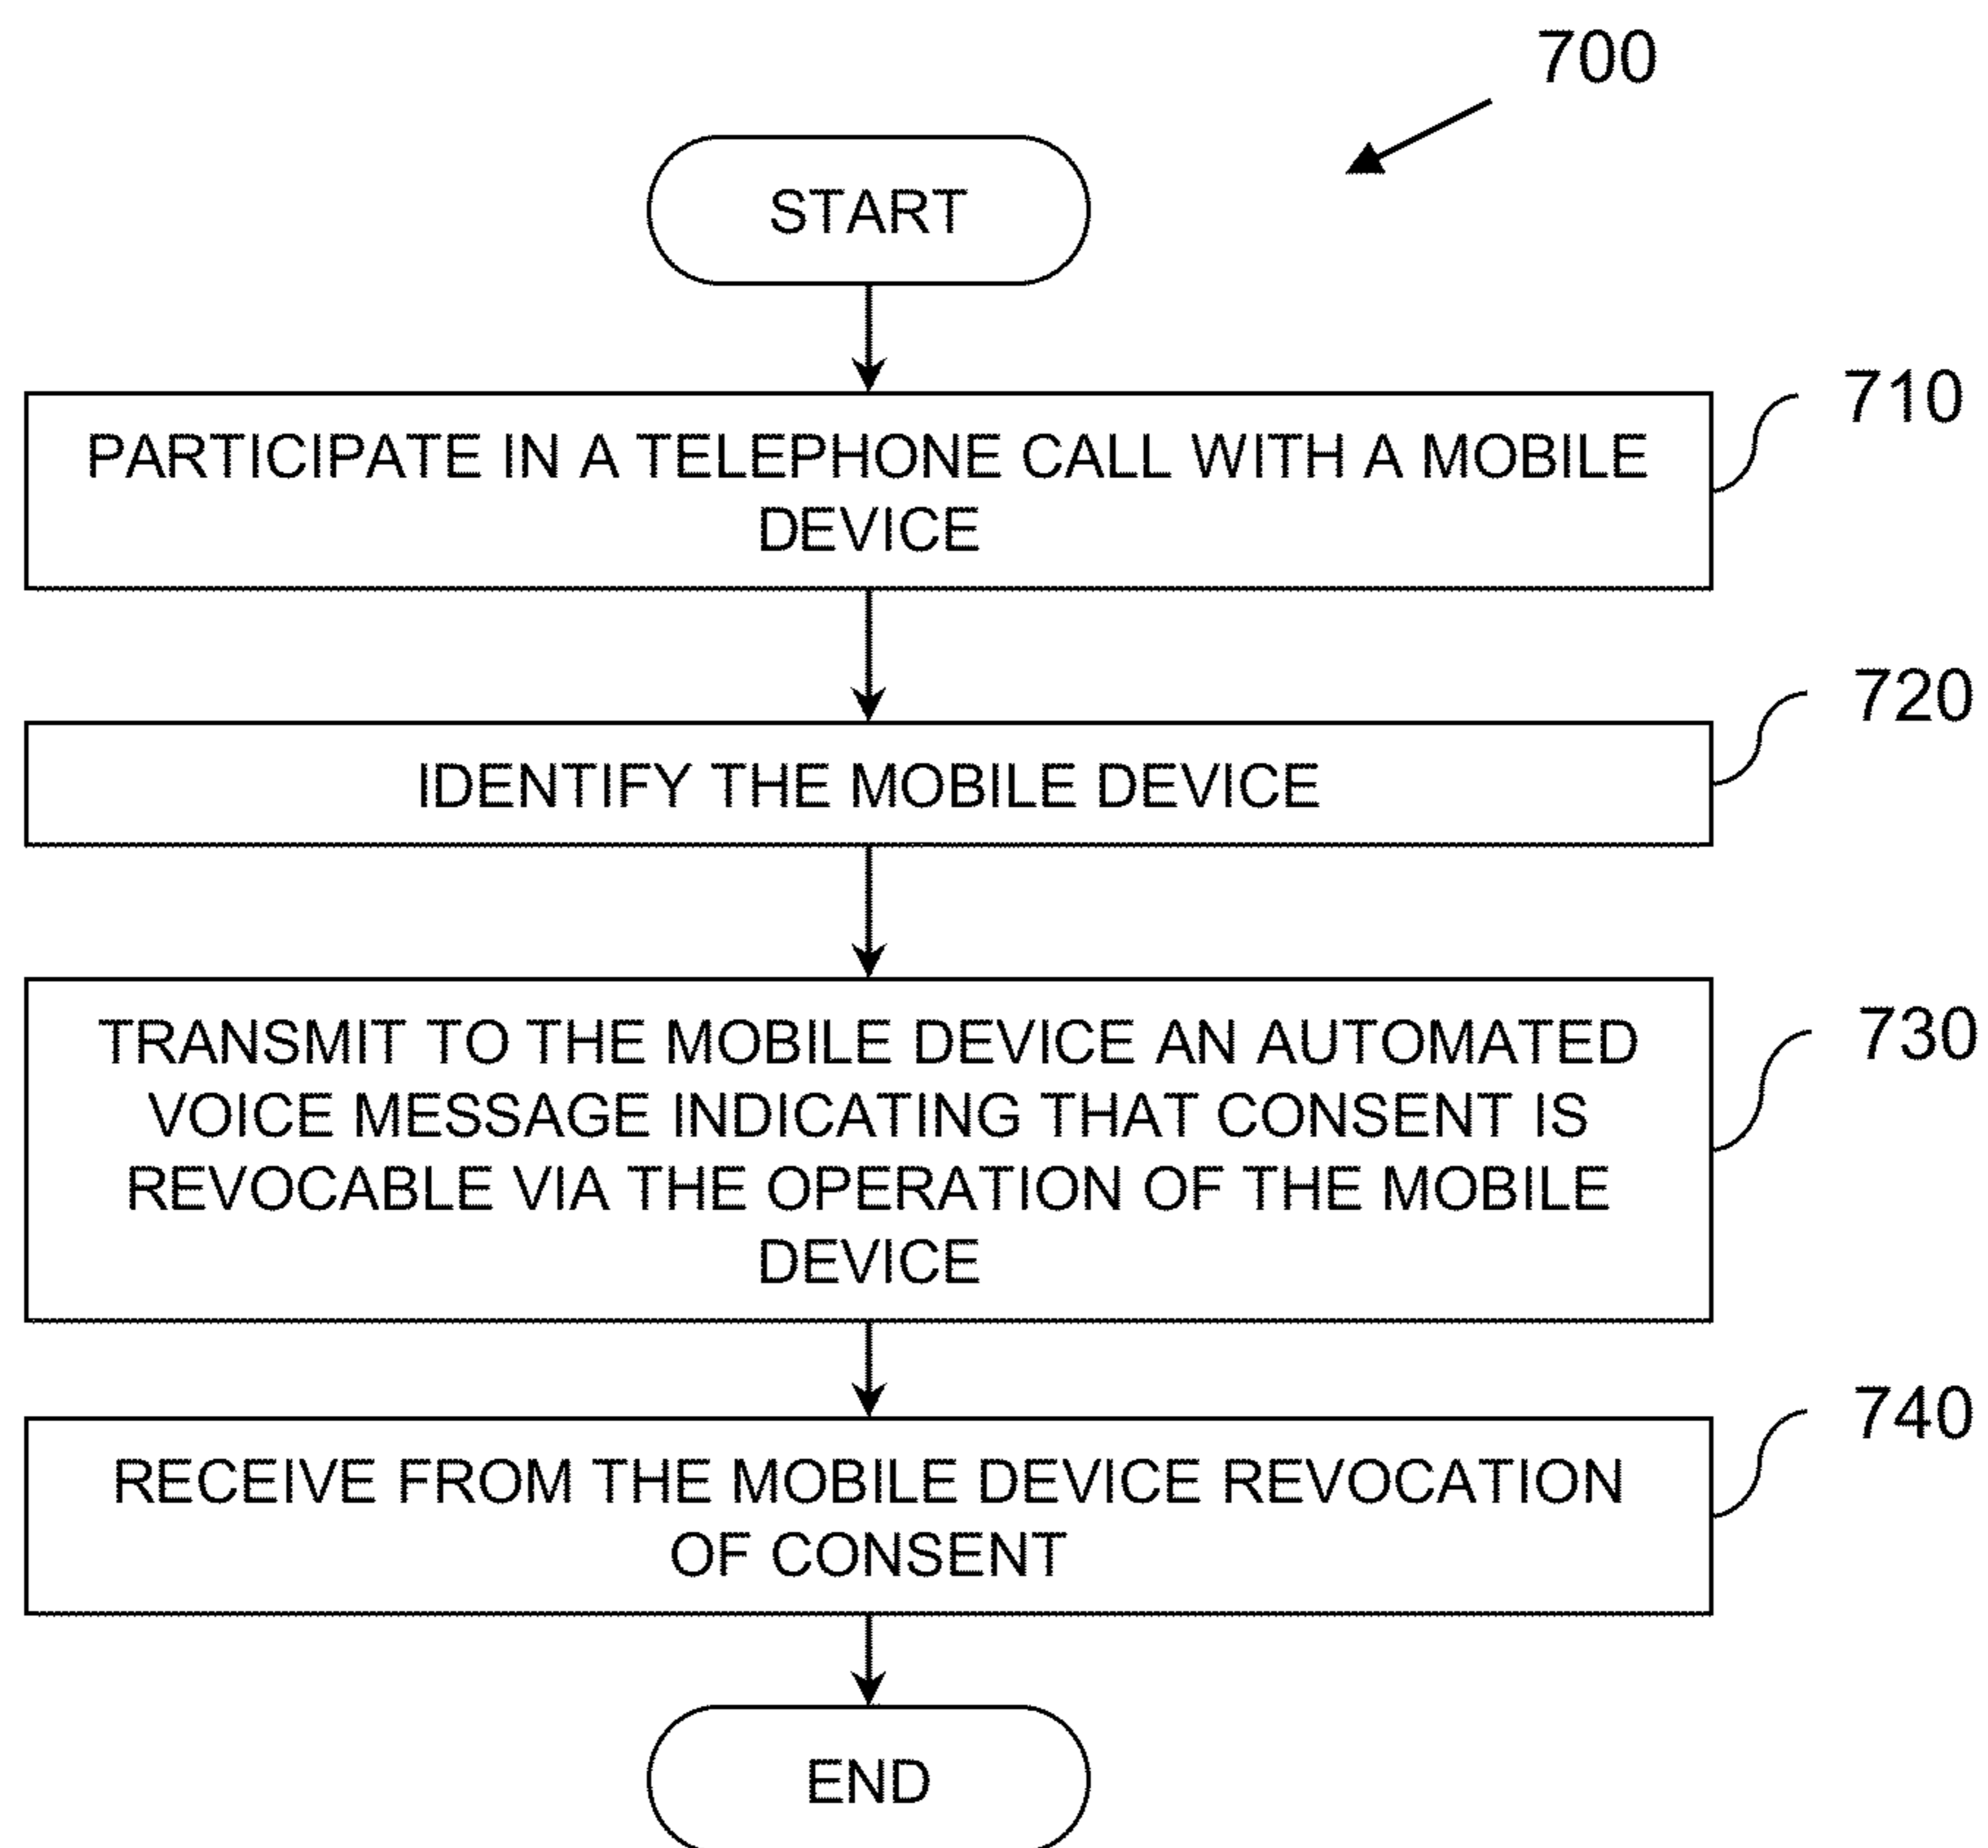 700
START
PARTICIPATE IN A TELEPHONE CALL WITH A MOBILE
DEVICE
710
IDENTIFY THE MOBILE DEVICE
720
TRANSMIT TO THE MOBILE DEVICE AN AUTOMATED
VOICE MESSAGE INDICATING THAT CONSENT IS
REVOCABLE VIA THE OPERATION OF THE MOBILE
DEVICE
730
RECEIVE FROM THE MOBILE DEVICE REVOCATION
OF CONSENT
740
END